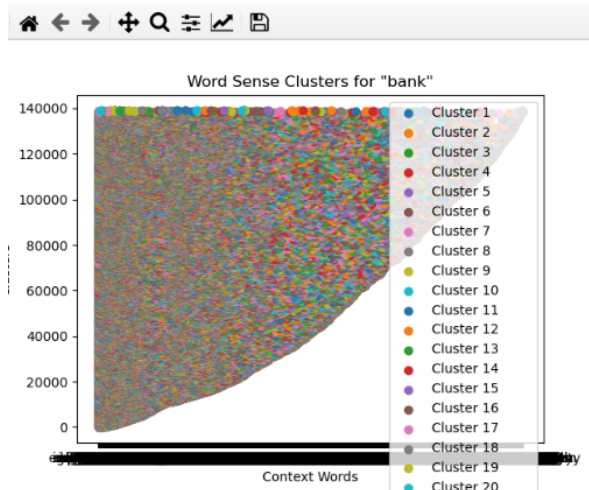 Word Sense Clusters for "bank"
140000
120000
100000
80000
60000
40000
20000
0
Cluster 1
Cluster 2
Cluster 3
Cluster 4
Cluster 5
Cluster 6
Cluster 7
Cluster 8
Cluster 9
Cluster 10
Cluster 11
Cluster 12
Cluster 13
Cluster 14
Cluster 15
Cluster 16
Cluster 17
Cluster 18
Cluster 19
Cluster 20
Context Words